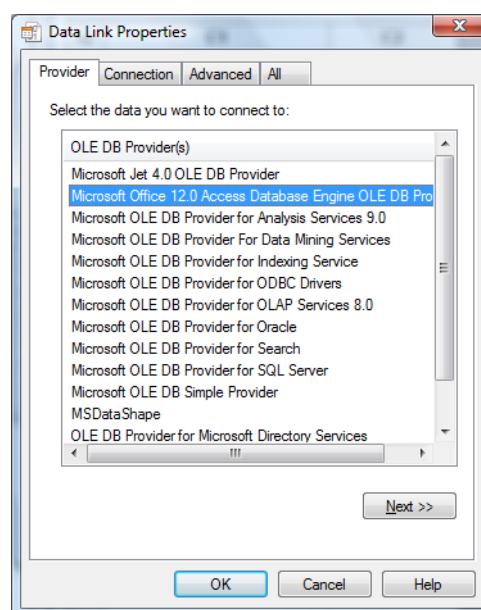 Data Link Properties
Provider Connection Advanced All
Select the data you want to connect to:
OLE DB Provider(s)
Microsoft Jet 4.0 OLE DB Provider
Microsoft Office 12.0 Access Database Engine OLE DB Pro
Microsoft OLE DB Provider for Analysis Services 9.0
Microsoft OLE DB Provider For Data Mining Services
Microsoft OLE DB Provider for Indexing Service
Microsoft OLE DB Provider for ODBC Drivers
Microsoft OLE DB Provider for OLAP Services 8.0
Microsoft OLE DB Provider for Oracle
Microsoft OLE DB Provider for Search
Microsoft OLE DB Provider for SQL Server
Microsoft OLE DB Simple Provider
MSDataShape
OLE DB Provider for Microsoft Directory Services
Next >>
OK Cancel Help